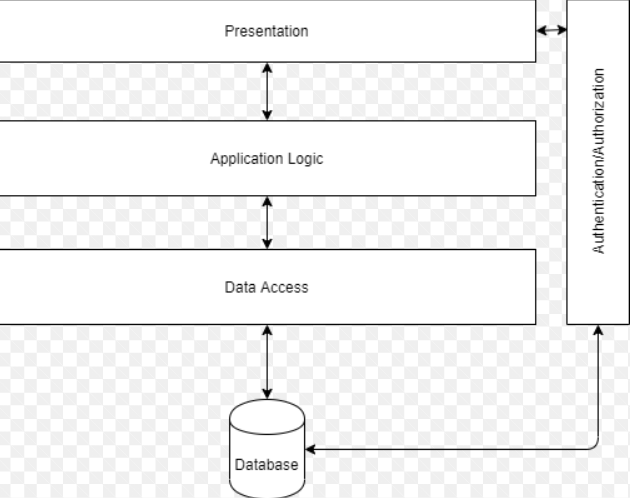 Presentation
Application Logic
Data Access
Database
Authentication/Authorization